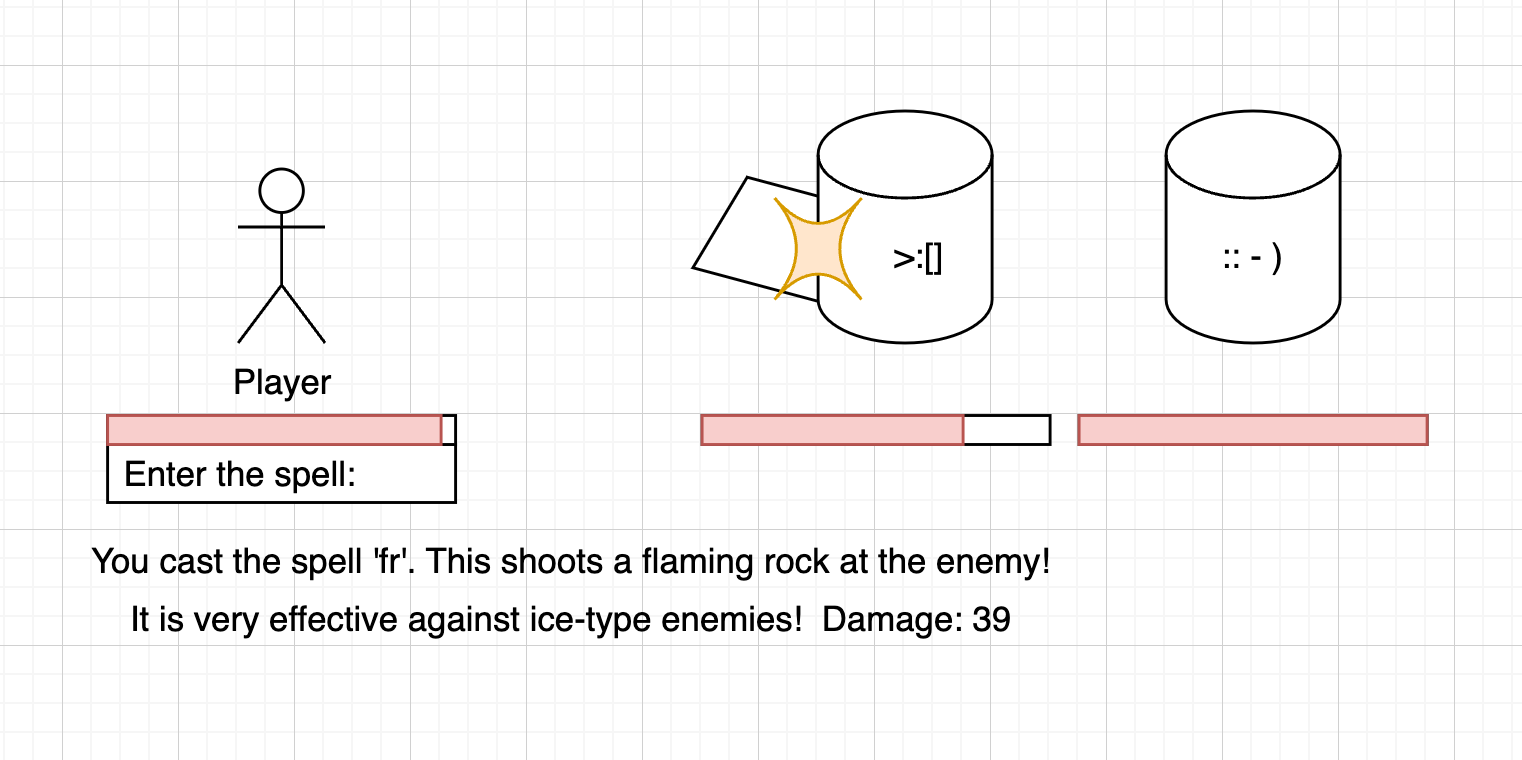 >:[]
:: - )
Player
Enter the spell:
You cast the spell 'fr'. This shoots a flaming rock at the enemy!
It is very effective against ice-type enemies!  Damage: 39